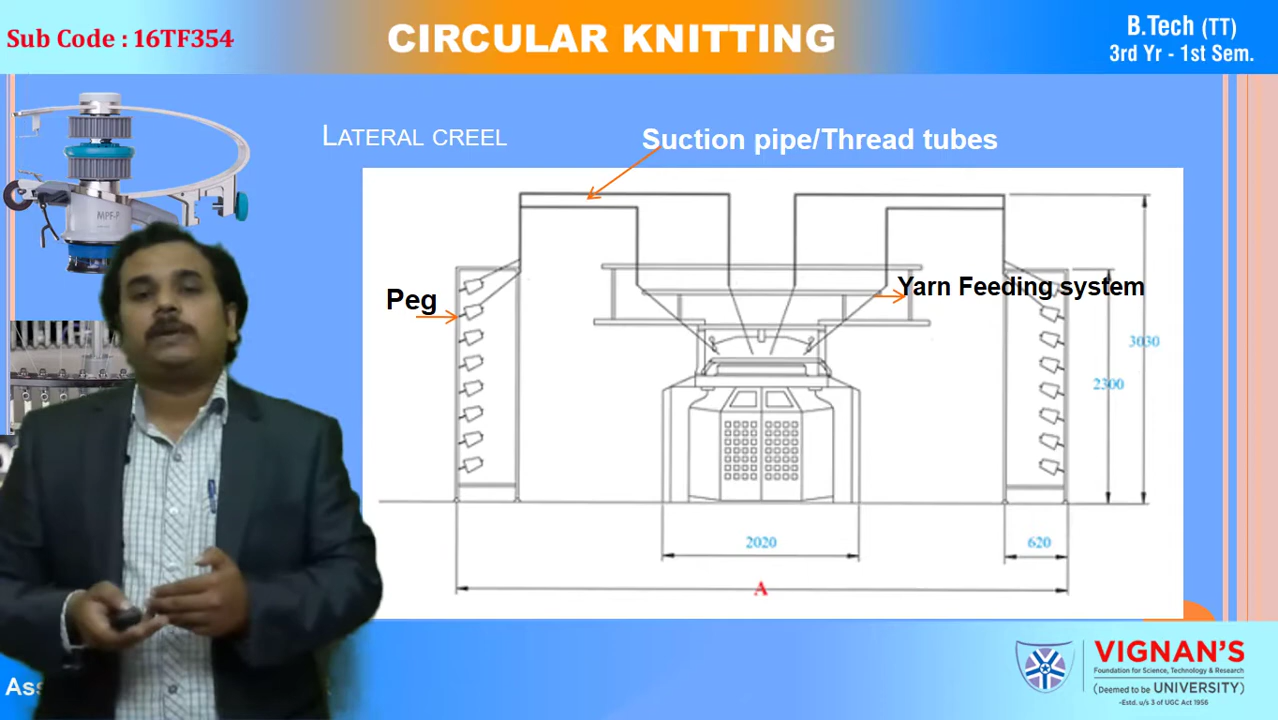 Sub Code : 16TF354
CIRCULAR KNITTING
B.Tech (TT)
3rd Yr - 1st Sem.
LATERAL CREEL
Suction pipe/Thread tubes
MPF-P
Peg
Yarn Feeding system
3030
2300
2020
620
A
Ass
VIGNAN'S
Foundation for Science, Technology & Research
(Deemed to be UNIVERSITY)
-Estd. u/s 3 of UGC Act 1956